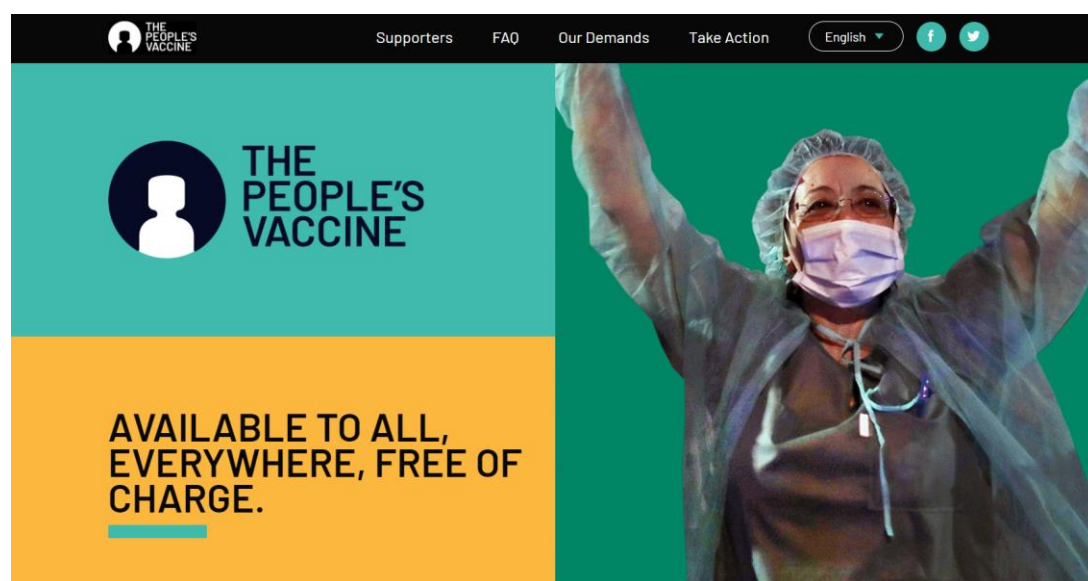 THE
PEOPLE'S
VACCINE
Supporters FAQ Our Demands Take Action English
THE
PEOPLE'S
VACCINE
AVAILABLE TO ALL,
EVERYWHERE, FREE OF
CHARGE.